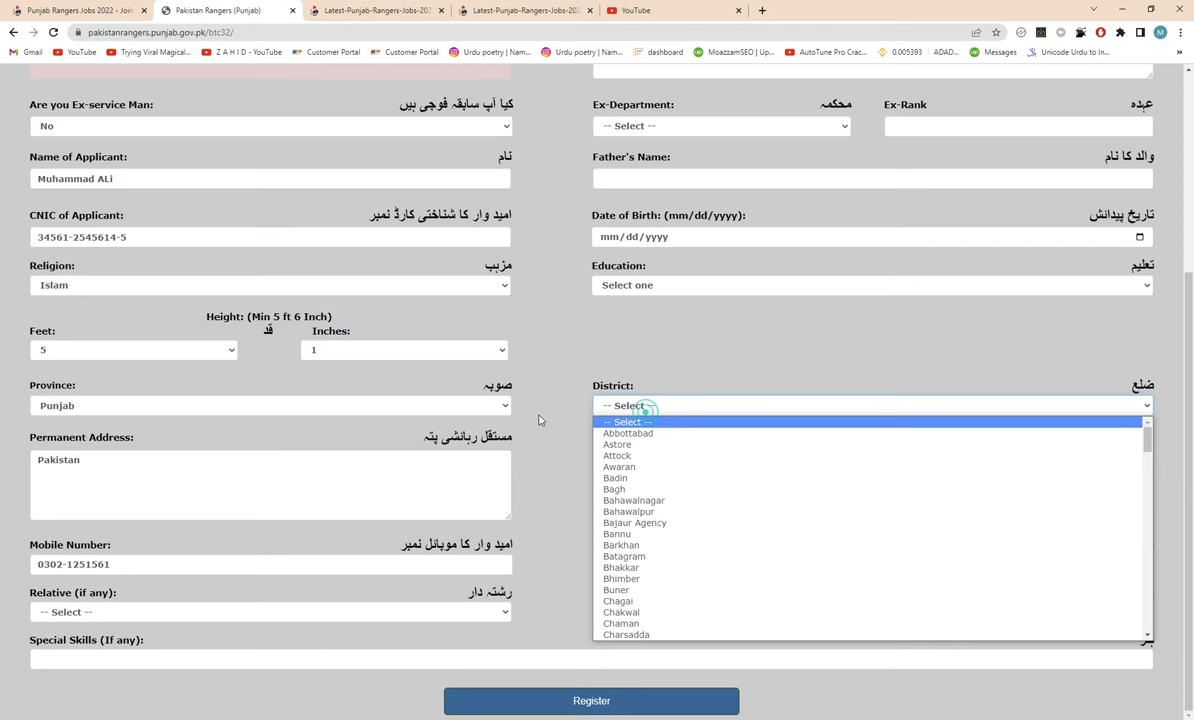 Punjab Rangers Jobs 2022 - Join
Pakistan Rangers (Punjab)
Latest-Punjab-Rangers-Jobs-202
Latest-Punjab-Rangers-Jobs-202
YouTube
pakistanrangers.punjab.gov.pk/btc32/
M
Gmail
YouTube
Trying Viral Magical...
Z A H I D - YouTube
Customer Portal
Customer Portal
Urdu poetry | Nam...
Urdu poetry | Nam...
dashboard
MoazzamSEO | Up...
AutoTune Pro Crac...
0.005393 | ADAD...
Messages
Unicode Urdu to In...
Are you Ex-service Man:
کیا آپ سابقہ فوجی ہیں
Ex-Department:
محکمہ
Ex-Rank
عہدہ
No
-- Select --
Name of Applicant:
نام
Father's Name:
والد کا نام
Muhammad ALi
CNIC of Applicant:
امید وار کا شناختی کارڈ نمبر
Date of Birth: (mm/dd/yyyy):
تاریخ پیدائش
34561-2545614-5
mm/dd/yyyy
Religion:
مزہب
Education:
تعلیم
Islam
Select one
Height: (Min 5 ft 6 Inch)
Feet:
قد
Inches:
5
1
Province:
صوبہ
District:
ضلع
Punjab
-- Select --
Permanent Address:
مستقل رہائشی پتہ
Pakistan
-- Select --
Abbottabad
Astore
Attock
Awaran
Badin
Bagh
Bahawalnagar
Bahawalpur
Bajaur Agency
Bannu
Barkhan
Batagram
Bhakkar
Bhimber
Buner
Chagai
Chakwal
Chaman
Charsadda
Mobile Number:
امید وار کا موبائل نمبر
0302-1251561
Relative (if any):
رشتہ دار
-- Select --
Special Skills (If any):
Register